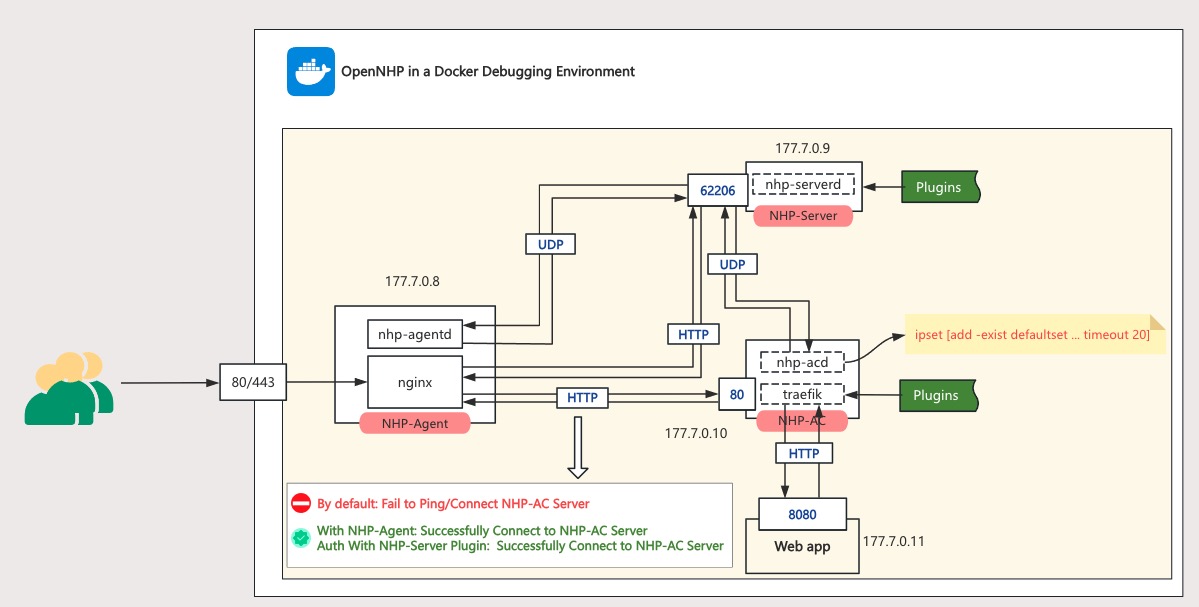 OpenNHP in a Docker Debugging Environment
177.7.0.9
62206
nhp-serverd
Plugins
NHP-Server
UDP
UDP
177.7.0.8
nhp-agentd
HTTP
ipset [add -exist defaultset ... timeout 20]
nhp-acd
80/443
nginx
HTTP
80
traefik
Plugins
NHP-Agent
NHP-AC
177.7.0.10
HTTP
By default: Fail to Ping/Connect NHP-AC Server
With NHP-Agent: Successfully Connect to NHP-AC Server
Auth With NHP-Server Plugin:  Successfully Connect to NHP-AC Server
8080
Web app
177.7.0.11